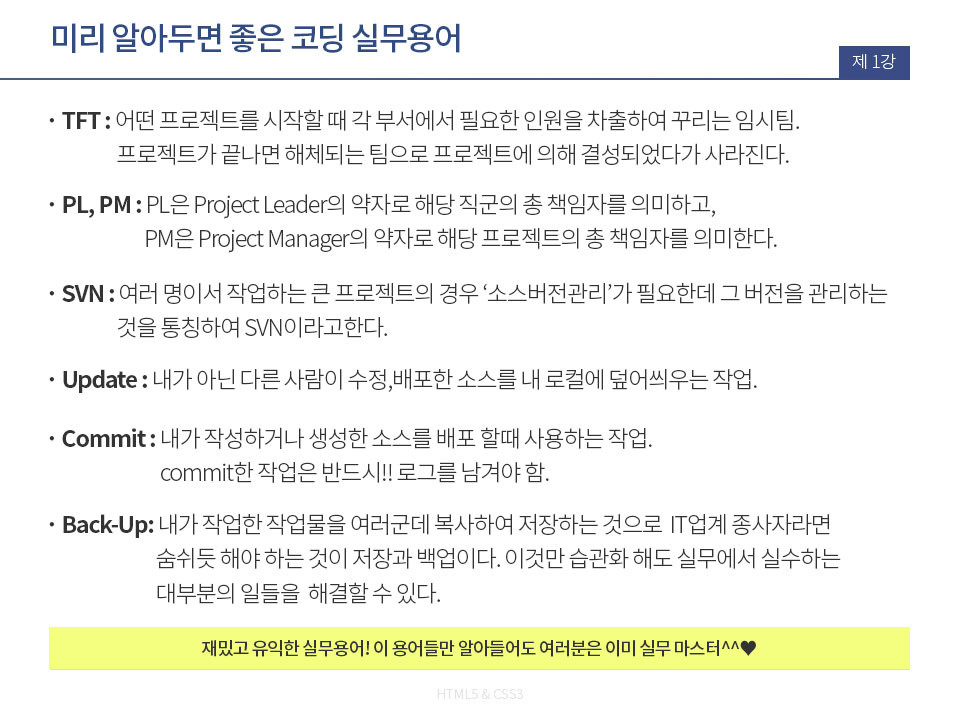 미리 알아두면 좋은 코딩 실무용어
제 1강
· TFT : 어떤 프로젝트를 시작할 때 각 부서에서 필요한 인원을 차출하여 꾸리는 임시팀.
프로젝트가 끝나면 해체되는 팀으로 프로젝트에 의해 결성되었다가 사라진다.
· PL, PM : PL은 Project Leader의 약자로 해당 직군의 총 책임자를 의미하고,
PM은 Project Manager의 약자로 해당 프로젝트의 총 책임자를 의미한다.
· SVN : 여러 명이서 작업하는 큰 프로젝트의 경우 ‘소스버전관리’가 필요한데 그 버전을 관리하는
것을 통칭하여 SVN이라고한다.
· Update : 내가 아닌 다른 사람이 수정,배포한 소스를 내 로컬에 덮어씌우는 작업.
· Commit : 내가 작성하거나 생성한 소스를 배포 할때 사용하는 작업.
commit한 작업은 반드시!! 로그를 남겨야 함.
· Back-Up: 내가 작업한 작업물을 여러군데 복사하여 저장하는 것으로 IT업계 종사자라면
숨쉬듯 해야 하는 것이 저장과 백업이다. 이것만 습관화 해도 실무에서 실수하는
대부분의 일들을 해결할 수 있다.
재밌고 유익한 실무용어! 이 용어들만 알아들어도 여러분은 이미 실무 마스터^^♥
HTML5 & CSS3